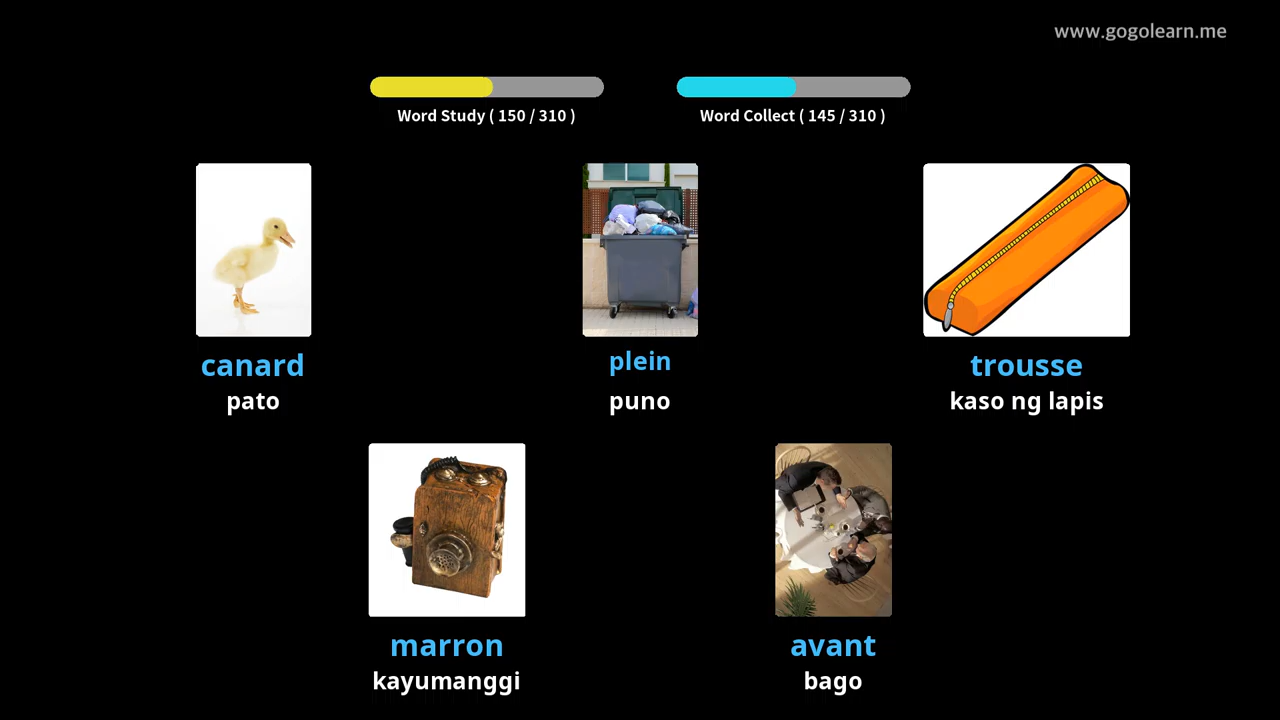 www.gogolearn.me
Word Study ( 150 / 310 )
Word Collect ( 145 / 310 )
canard
pato
plein
puno
trousse
kaso ng lapis
marron
kayumanggi
avant
bago